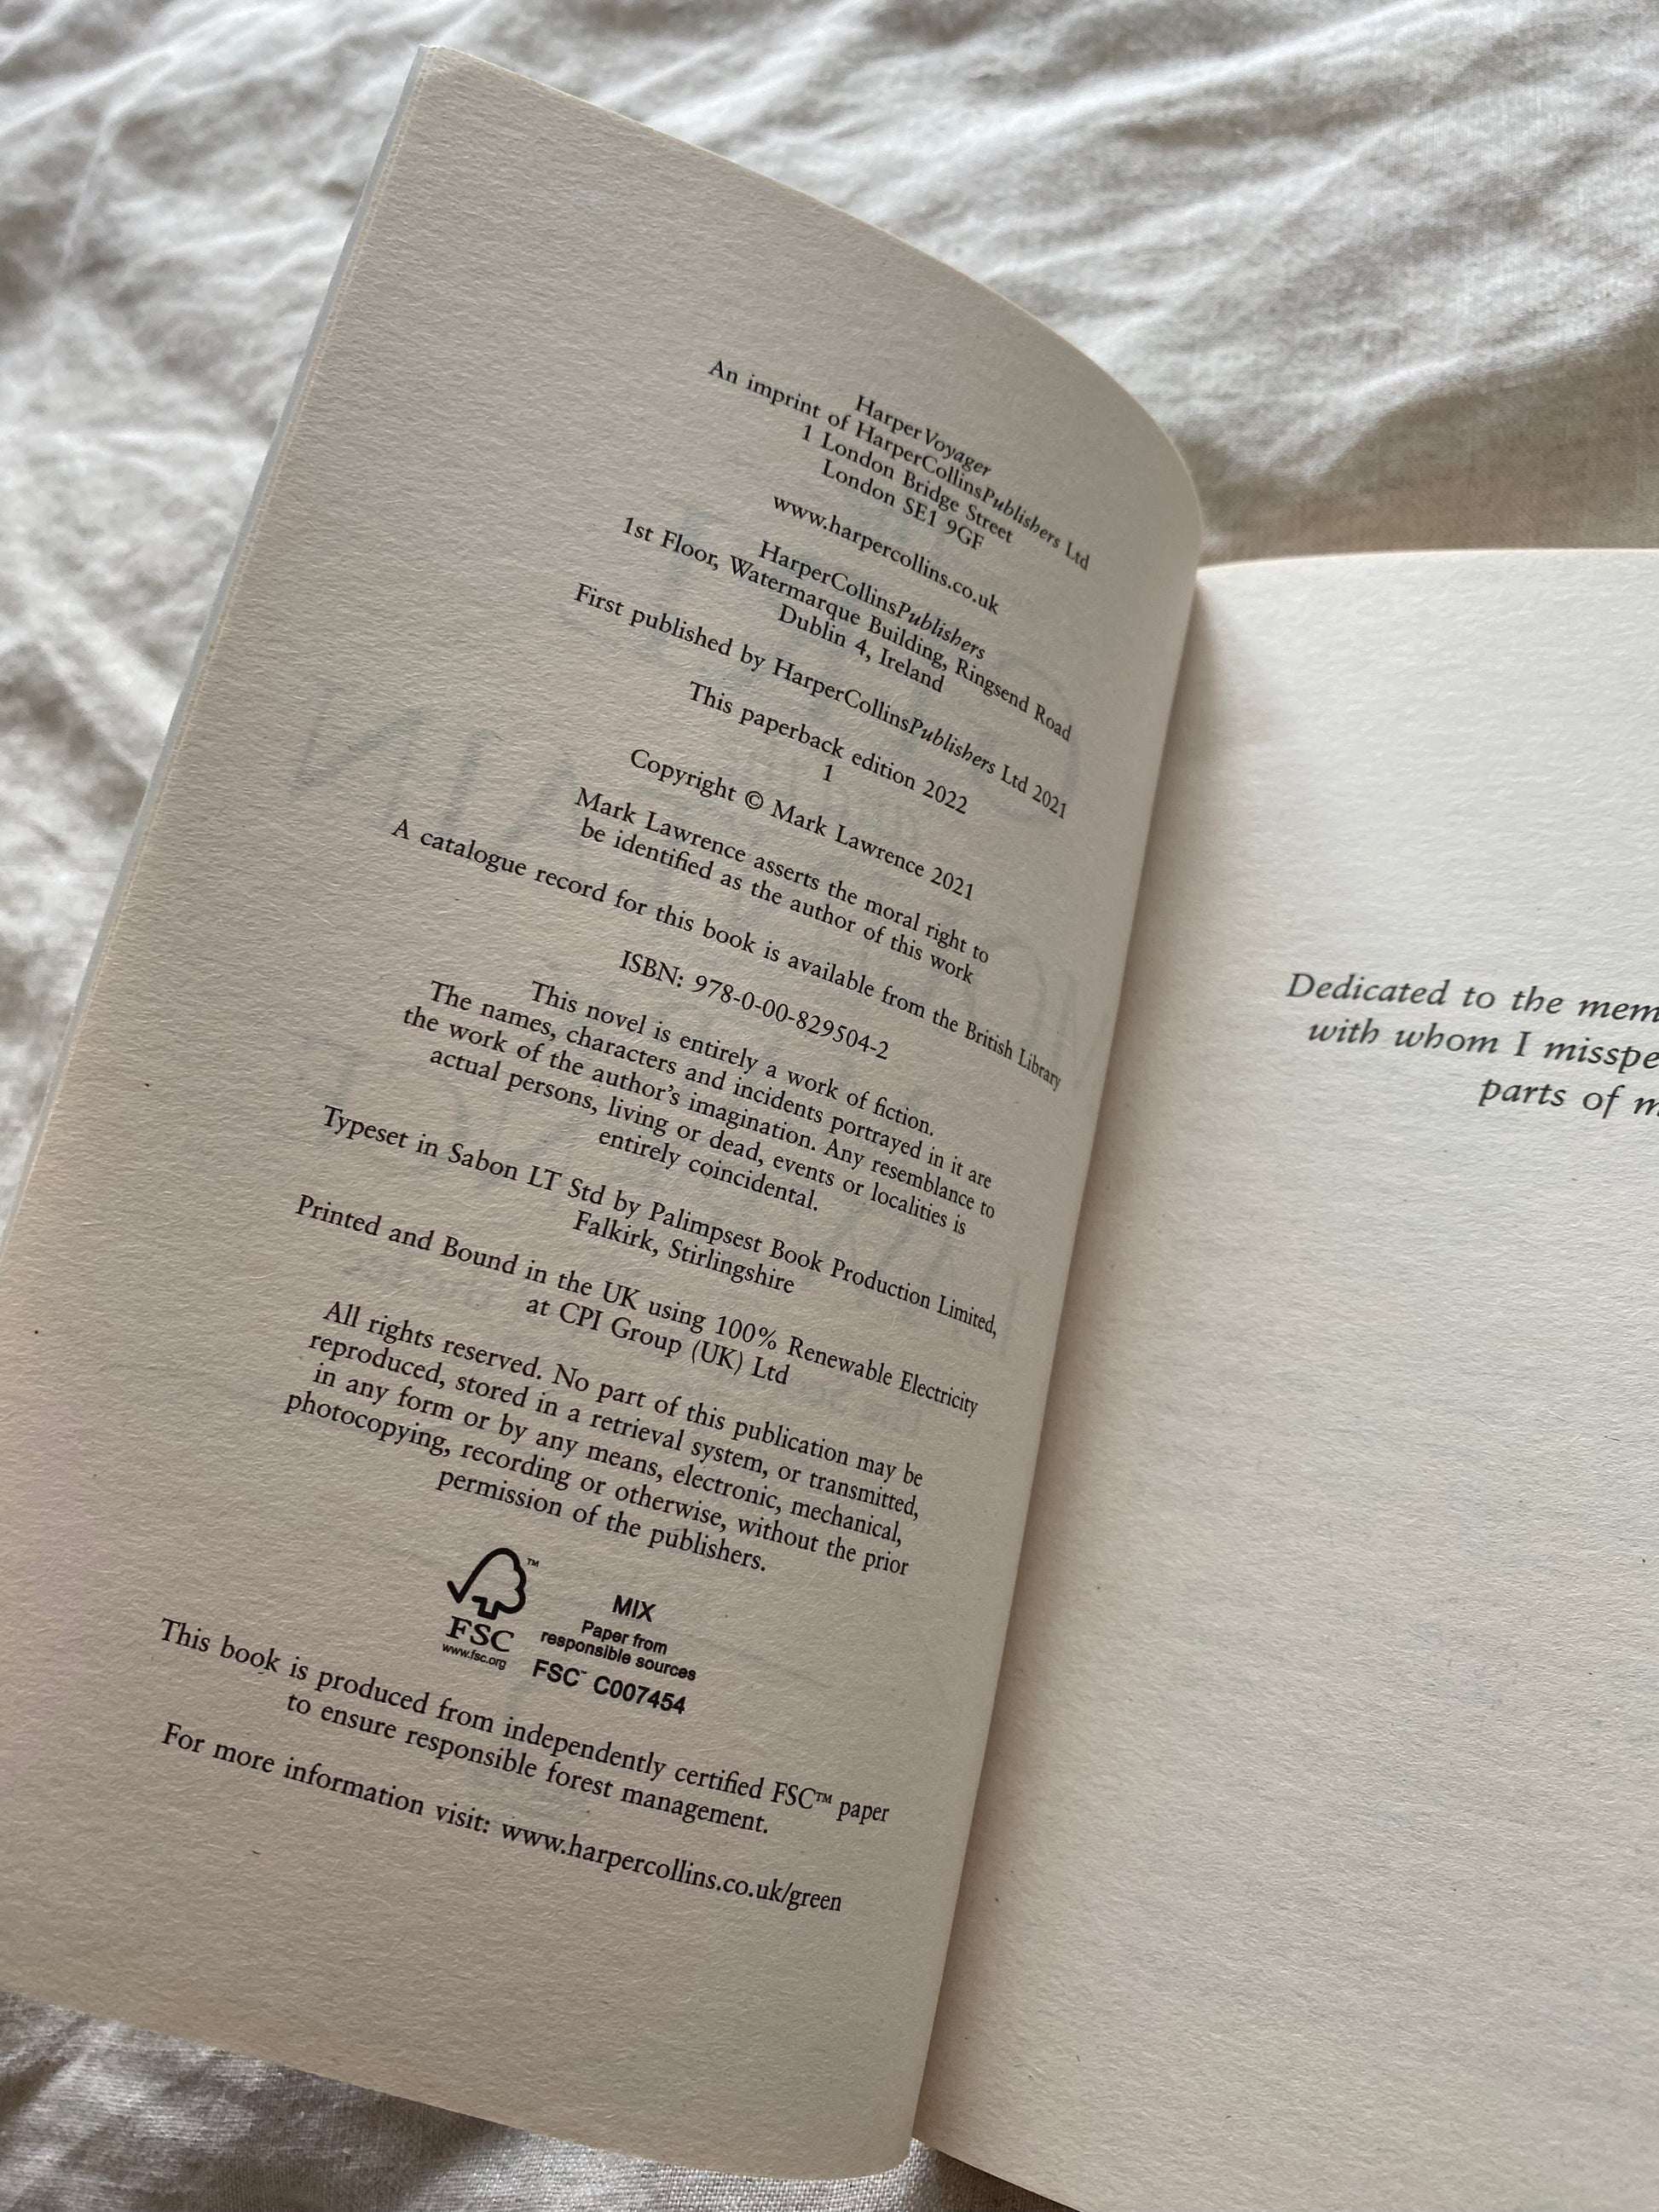 HarperVoyager
An imprint of HarperCollinsPublishers Ltd
1 London Bridge Street
London SE1 9GF
www.harpercollins.co.uk
HarperCollinsPublishers
1st Floor, Watermarque Building, Ringsend Road
Dublin 4, Ireland
First published by HarperCollinsPublishers Ltd 2021
This paperback edition 2022
1
Copyright © Mark Lawrence 2021
Mark Lawrence asserts the moral right to
be identified as the author of this work
A catalogue record for this book is available from the British Library
ISBN: 978-0-00-829504-2
This novel is entirely a work of fiction.
The names, characters and incidents portrayed in it are
the work of the author's imagination. Any resemblance to
actual persons, living or dead, events or localities is
entirely coincidental.
Typeset in Sabon LT Std by Palimpsest Book Production Limited,
Falkirk, Stirlingshire
Printed and Bound in the UK using 100% Renewable Electricity
at CPI Group (UK) Ltd
All rights reserved. No part of this publication may be
reproduced, stored in a retrieval system, or transmitted,
in any form or by any means, electronic, mechanical,
photocopying, recording or otherwise, without the prior
permission of the publishers.
FSC™
www.fsc.org
MIX
Paper from
responsible sources
FSC™ C007454
This book is produced from independently certified FSC™ paper
to ensure responsible forest management.
For more information visit: www.harpercollins.co.uk/green
Dedicated to the mem
with whom I misspe
parts of m